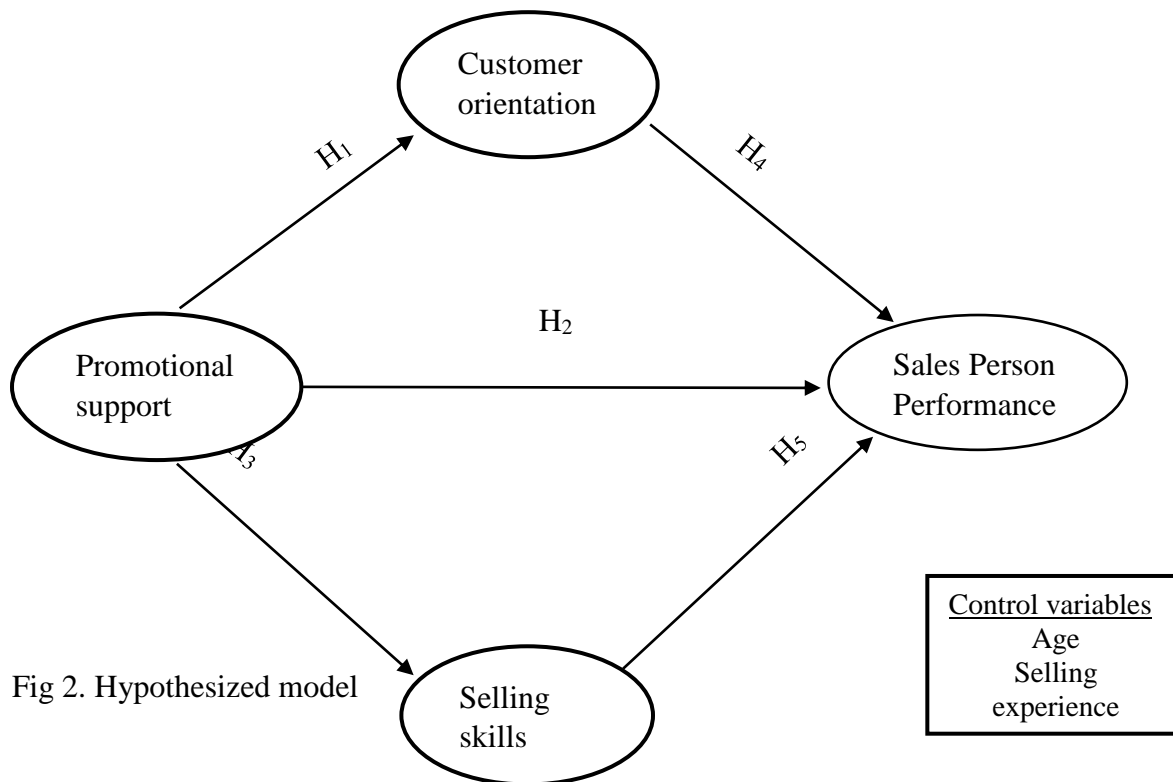 Customer
orientation
H₁
H₄
H₂
Promotional
support
Sales Person
Performance
H₅
Control variables
Age
Selling
experience
Fig 2. Hypothesized model
Selling
skills